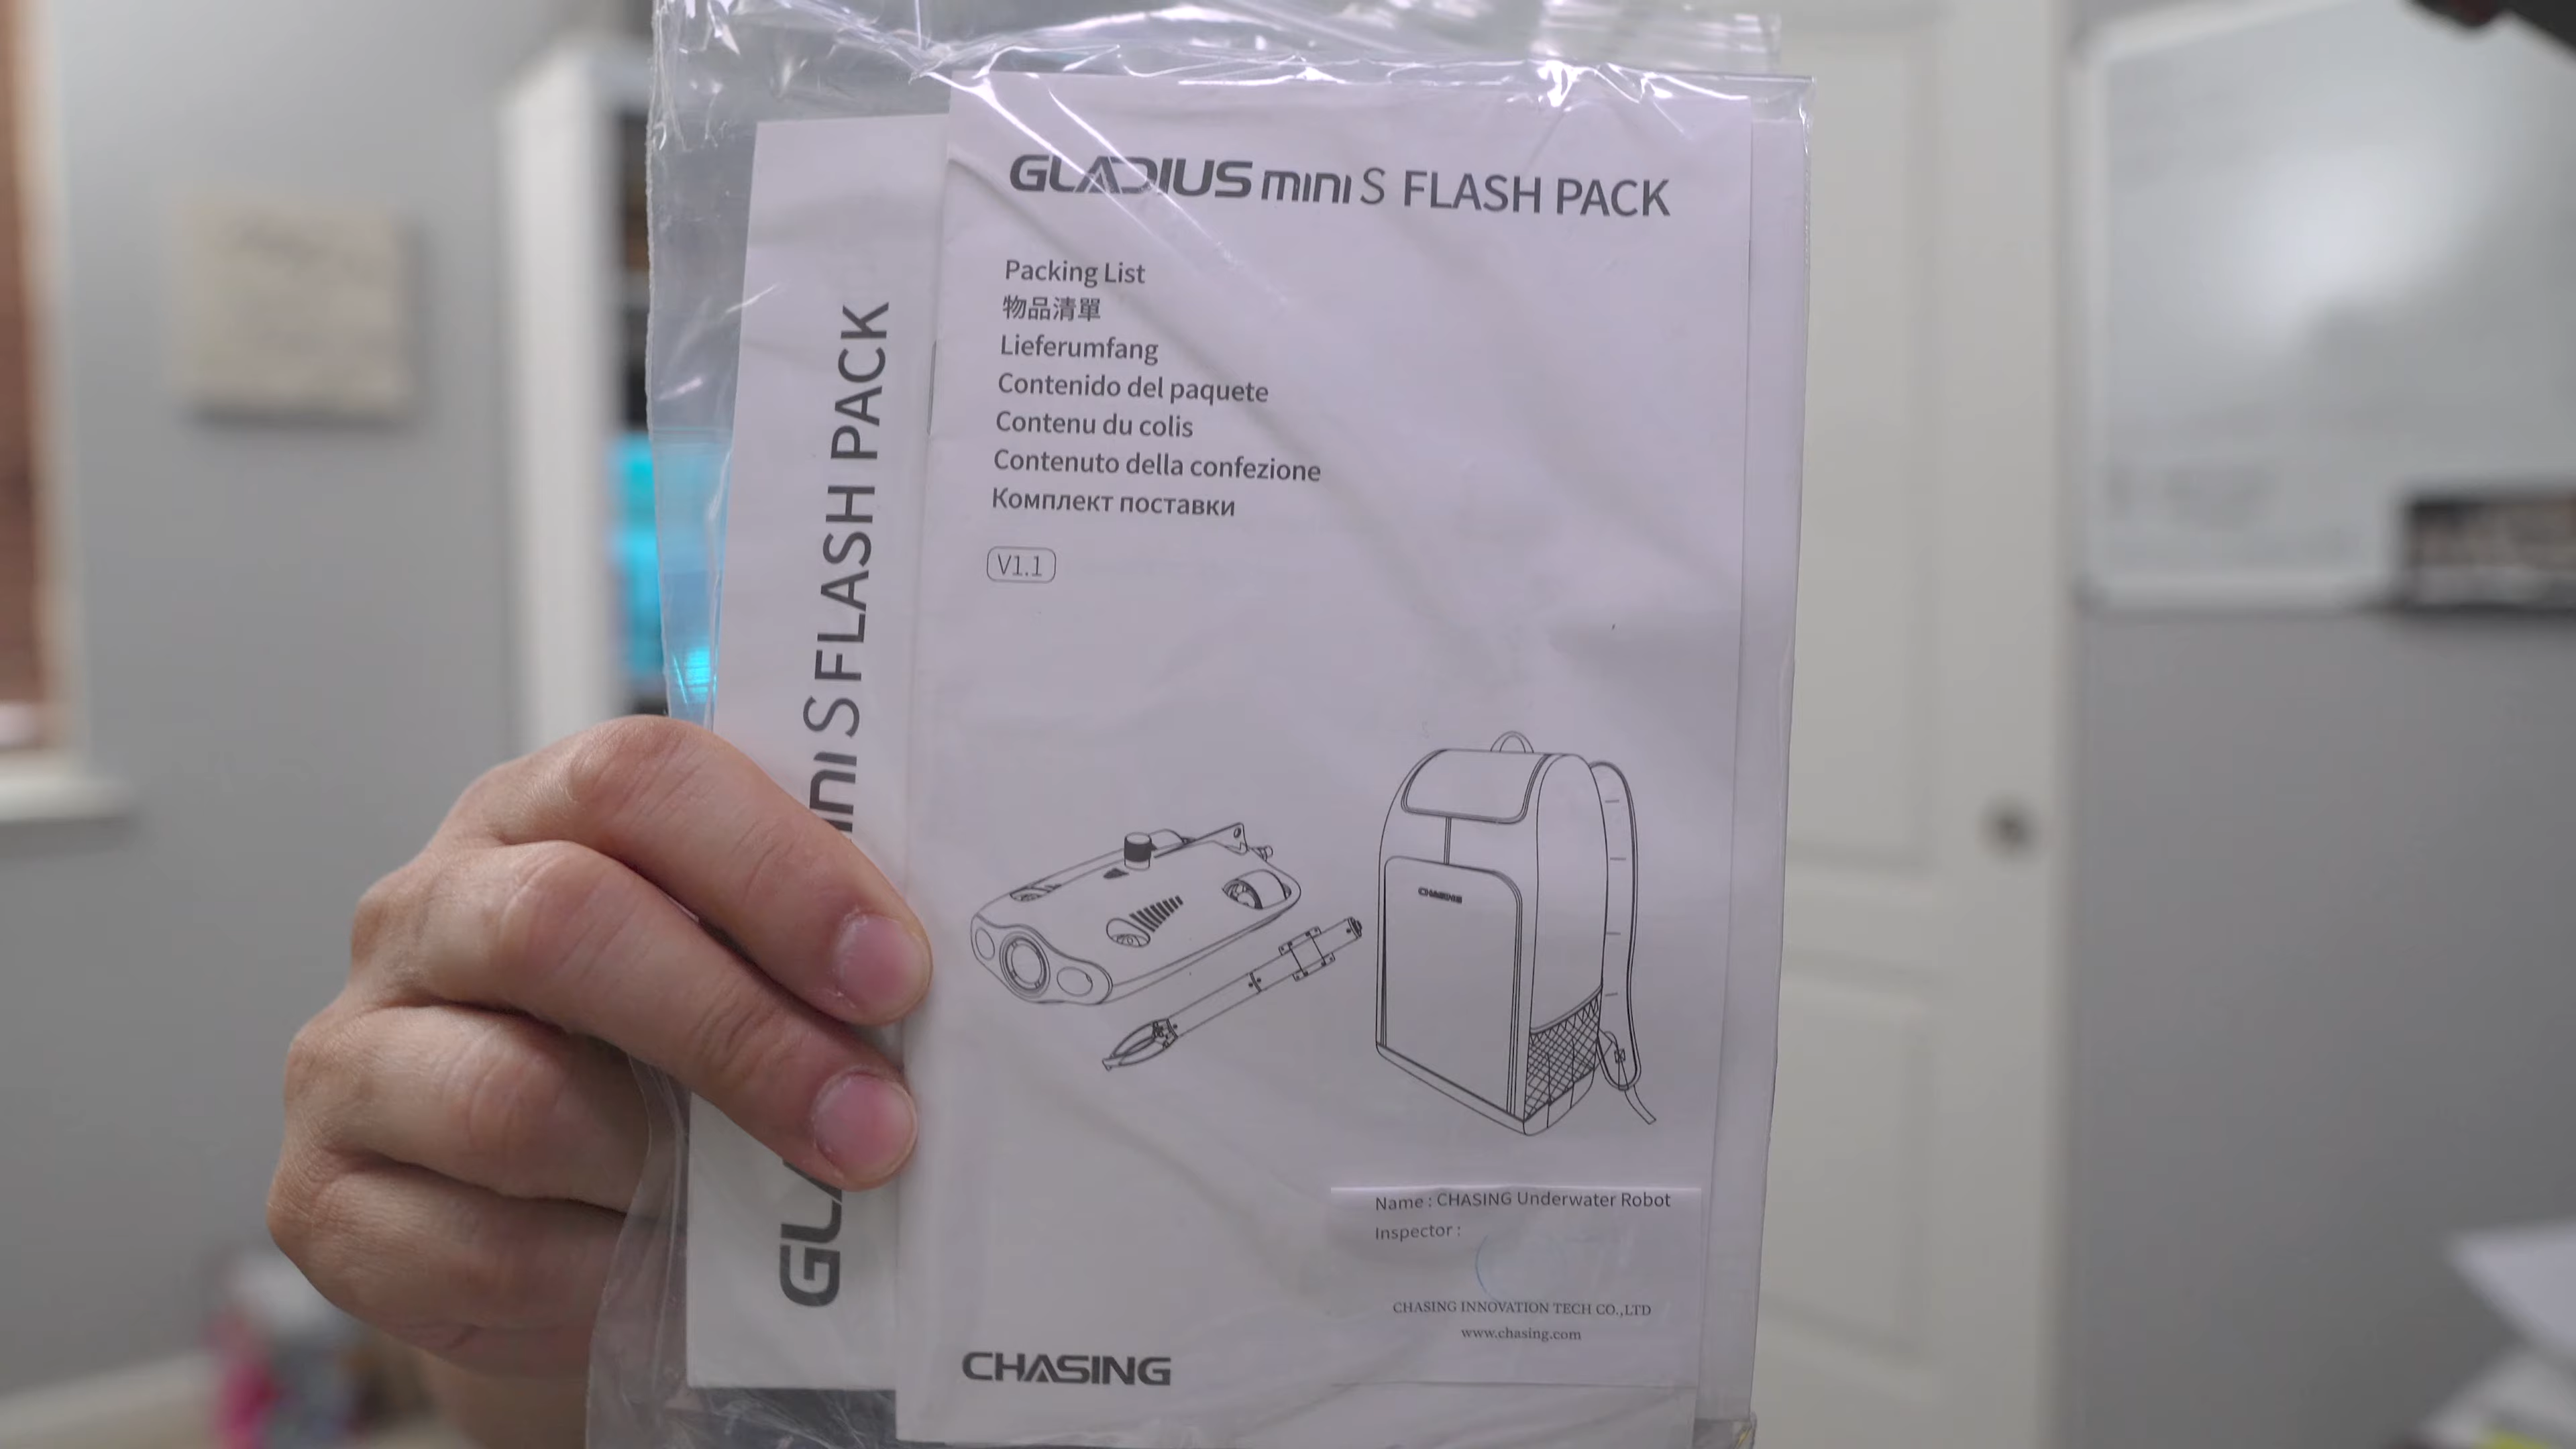 GLADIUS mini S FLASH PACK
Packing List
物品清單
Lieferumfang
Contenido del paquete
Contenu du colis
Contenuto della confezione
Комплект поставки
V1.1
CHASING
Name : CHASING Underwater Robot
Inspector :
CHASING INNOVATION TECH CO.,LTD
www.chasing.com
CHASING
S FLASH PACK